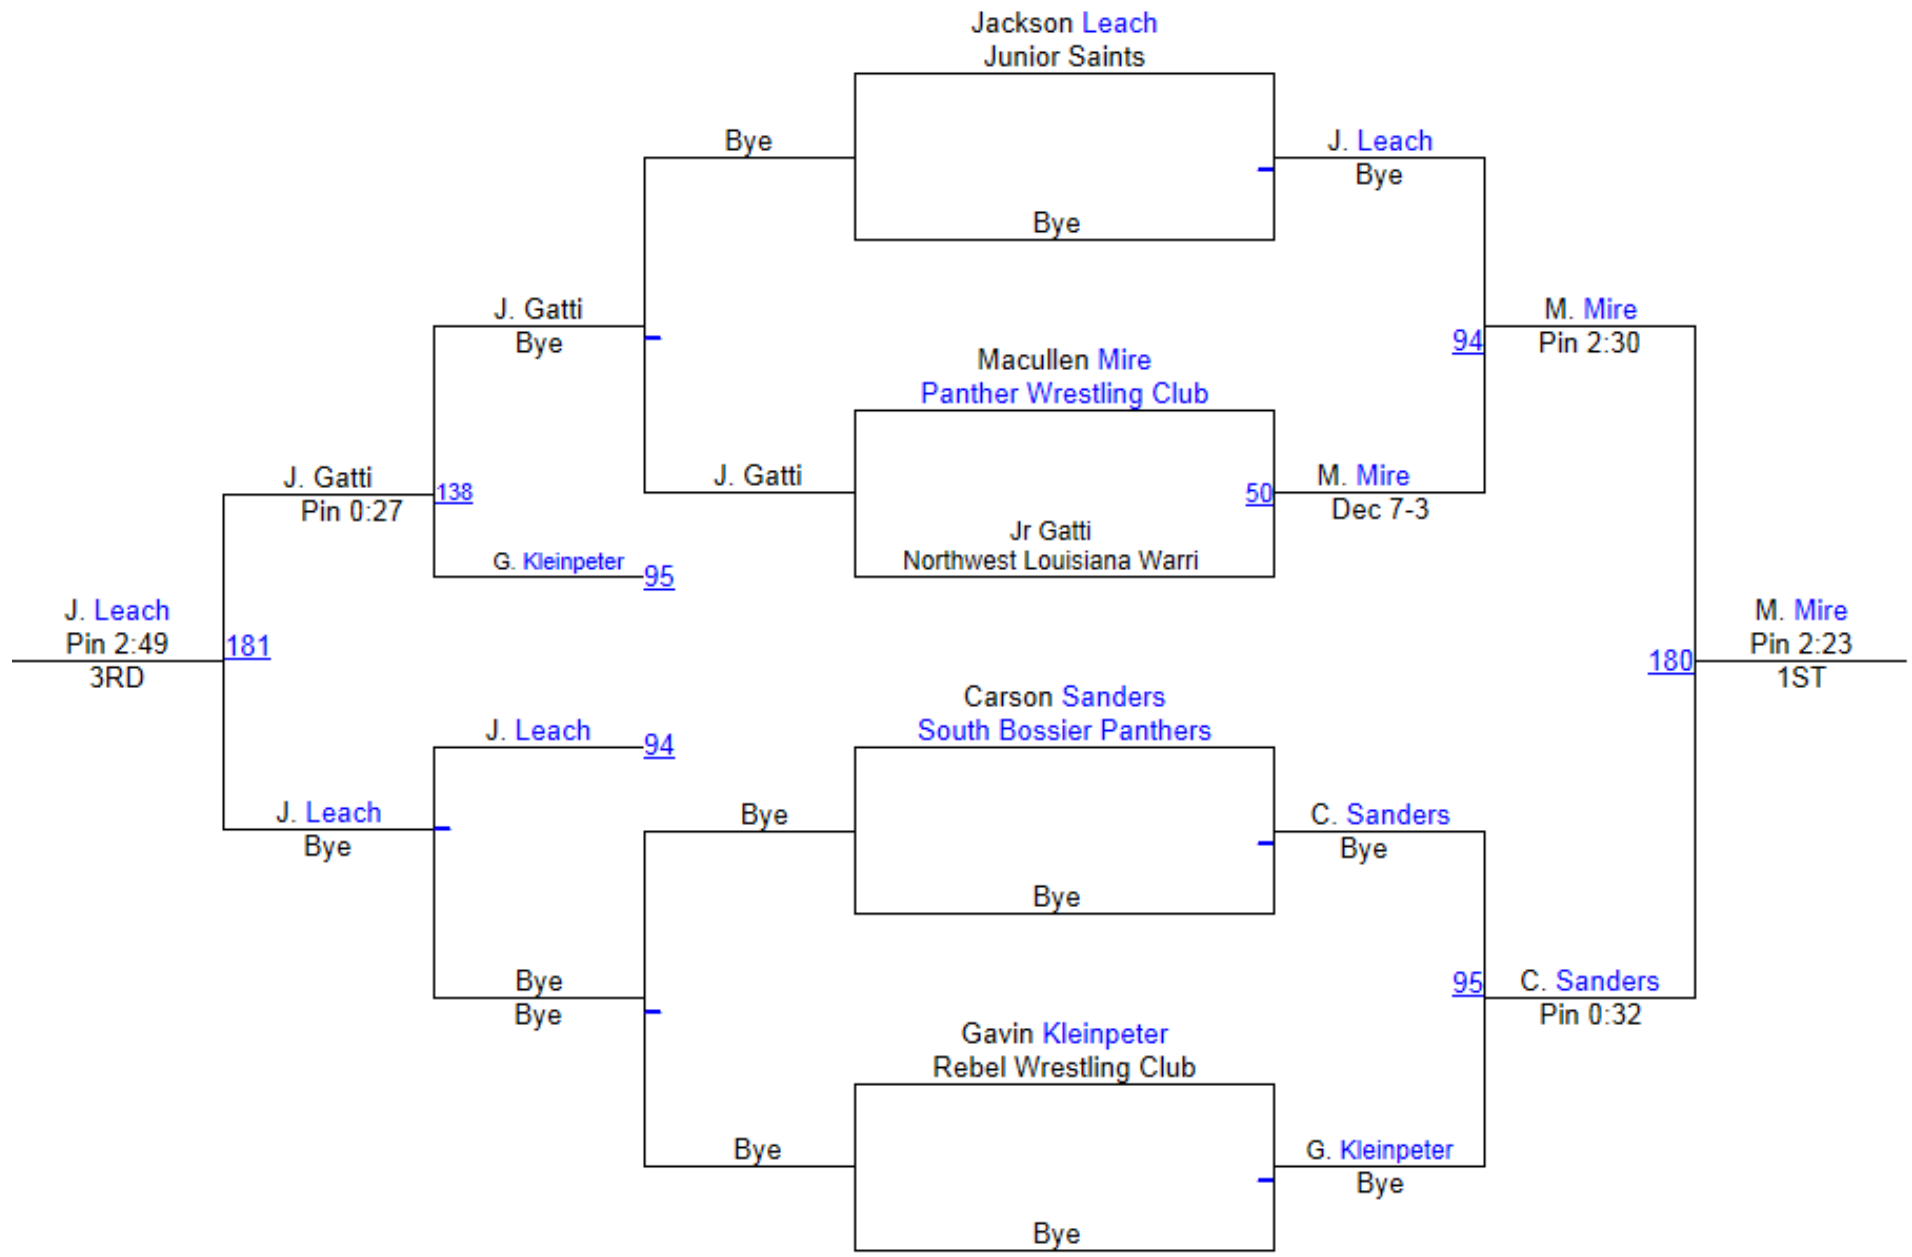 Jackson Leach
Junior Saints
Bye
J. Leach
Bye
Bye
J. Gatti
Bye
M. Mire
94
Pin 2:30
Macullen Mire
Panther Wrestling Club
J. Gatti
138
Pin 0:27
J. Gatti
50
M. Mire
Dec 7-3
Jr Gatti
Northwest Louisiana Warri
G. Kleinpeter
95
J. Leach
Pin 2:49
181
3RD
M. Mire
Pin 2:23
180
1ST
Carson Sanders
South Bossier Panthers
J. Leach
94
J. Leach
Bye
Bye
C. Sanders
Bye
Bye
Bye
Bye
95
C. Sanders
Pin 0:32
Gavin Kleinpeter
Rebel Wrestling Club
Bye
G. Kleinpeter
Bye
Bye